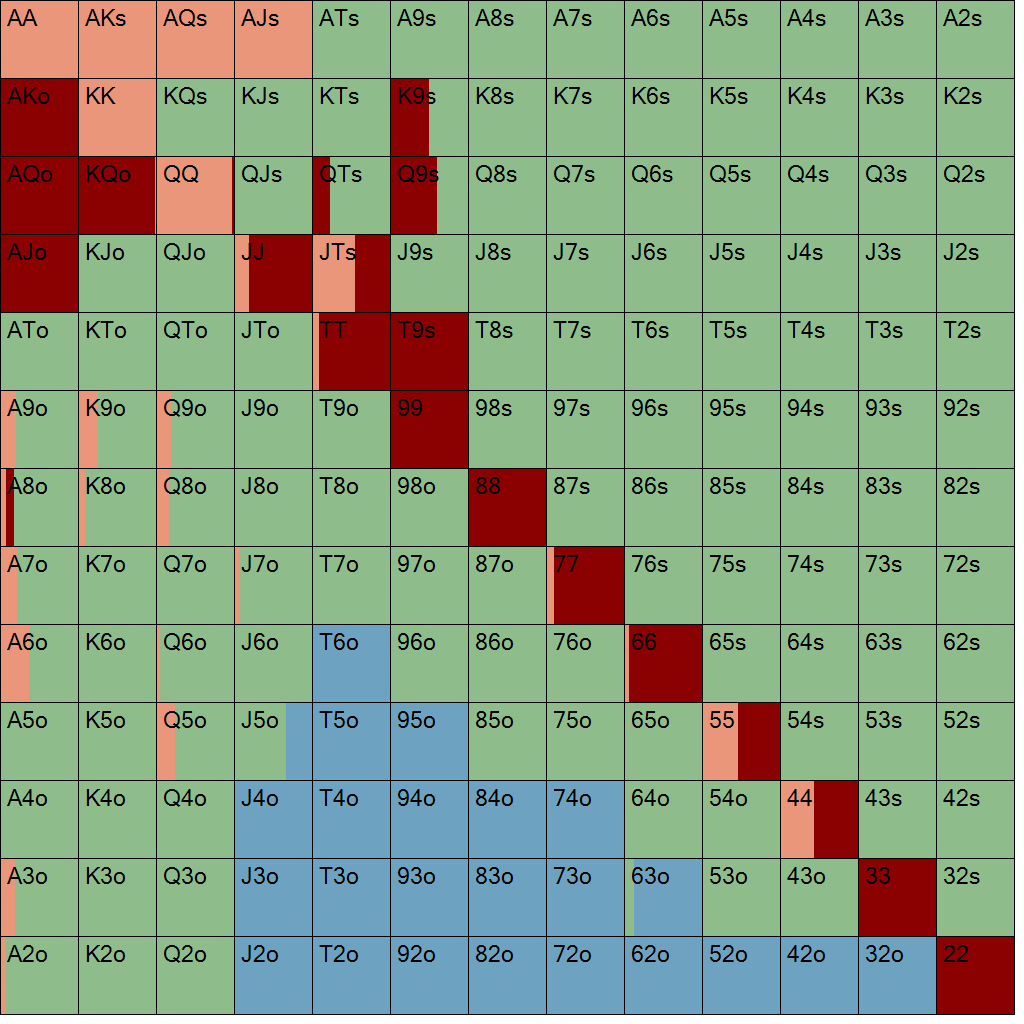 AA AKs AQs AJs ATs A9s A8s A7s A6s A5s A4s A3s A2s
AKo KK KQs KJs KTs K9s K8s K7s K6s K5s K4s K3s K2s
AQo KQo QQ QJs QTs Q9s Q8s Q7s Q6s Q5s Q4s Q3s Q2s
AJo KJo QJo JJ JTs J9s J8s J7s J6s J5s J4s J3s J2s
ATo KTo QTo JTo TT T9s T8s T7s T6s T5s T4s T3s T2s
A9o K9o Q9o J9o T9o 99 98s 97s 96s 95s 94s 93s 92s
A8o K8o Q8o J8o T8o 98o 88 87s 86s 85s 84s 83s 82s
A7o K7o Q7o J7o T7o 97o 87o 77 76s 75s 74s 73s 72s
A6o K6o Q6o J6o T6o 96o 86o 76o 66 65s 64s 63s 62s
A5o K5o Q5o J5o T5o 95o 85o 75o 65o 55 54s 53s 52s
A4o K4o Q4o J4o T4o 94o 84o 74o 64o 54o 44 43s 42s
A3o K3o Q3o J3o T3o 93o 83o 73o 63o 53o 43o 33 32s
A2o K2o Q2o J2o T2o 92o 82o 72o 62o 52o 42o 32o 22